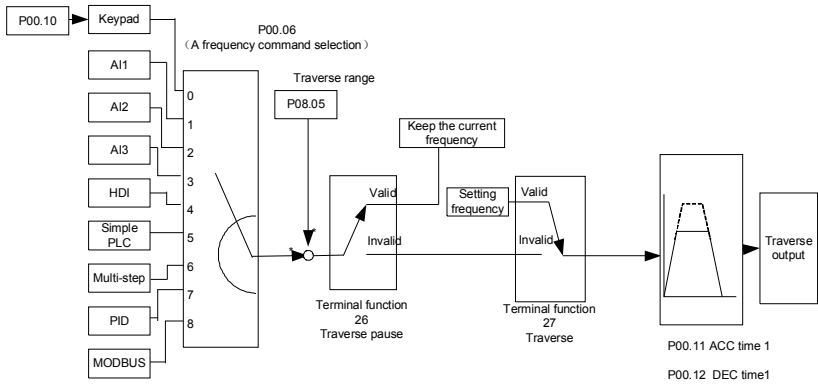 P00.10
Keypad
P00.06
（A frequency command selection）
AI1
AI2
AI3
HDI
Simple
PLC
Multi-step
PID
MODBUS
0
1
2
3
4
5
6
7
8
Traverse range
P08.05
*
*
Valid
Invalid
Terminal function
26
Traverse pause
Keep the current
frequency
Setting
frequency
Valid
Invalid
Terminal function
27
Traverse
P00.11 ACC time 1
P00.12 DEC time1
Traverse
output